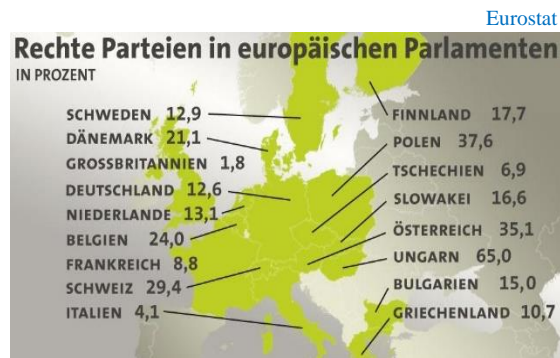 Eurostat
Rechte Parteien in europäischen Parlamenten
IN PROZENT
SCHWEDEN 12,9
DÄNEMARK 21,1
GROSSBRITANNIEN 1,8
DEUTSCHLAND 12,6
NIEDERLANDE 13,1
BELGIEN 24,0
FRANKREICH 8,8
SCHWEIZ 29,4
ITALIEN 4,1
FINNLAND 17,7
POLEN 37,6
TSCHECHIEN 6,9
SLOWAKEI 16,6
ÖSTERREICH 35,1
UNGARN 65,0
BULGARIEN 15,0
GRIECHENLAND 10,7